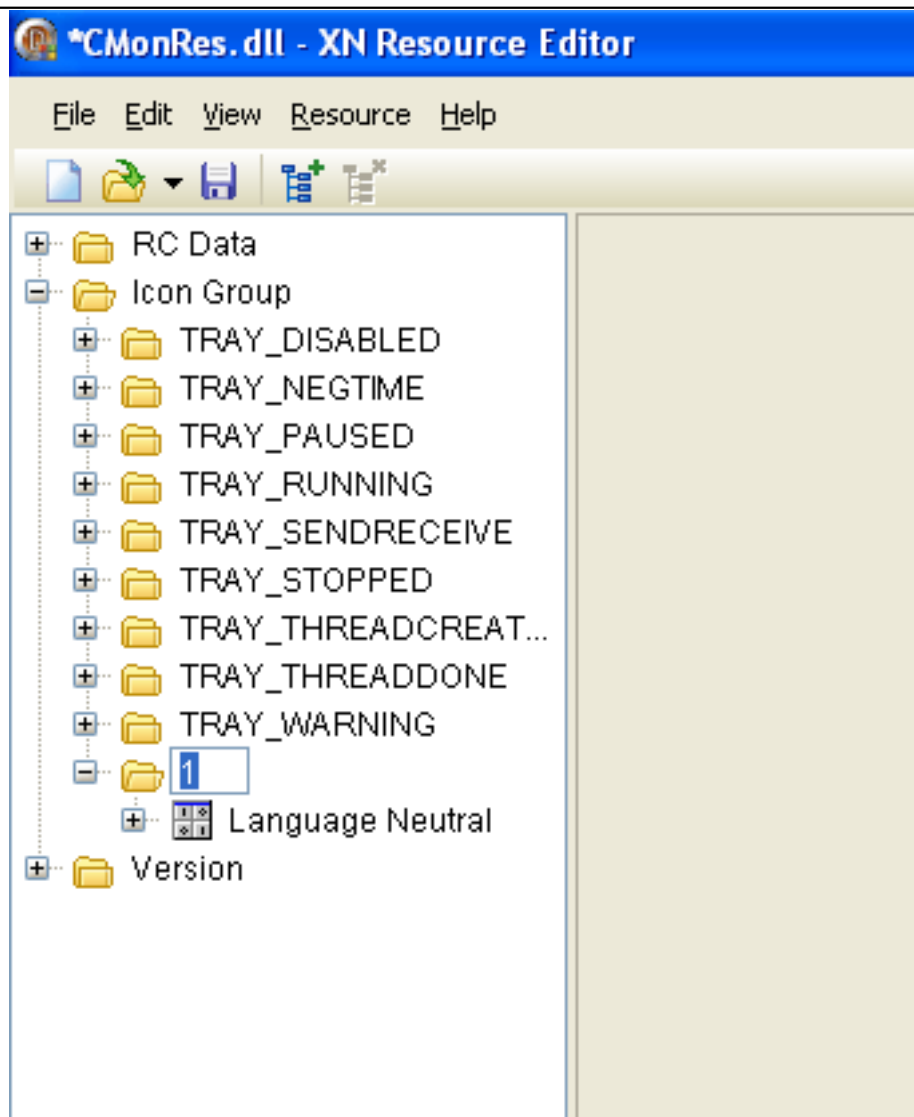 *CMonRes.dll - XN Resource Editor
File Edit View Resource Help
RC Data
Icon Group
TRAY_DISABLED
TRAY_NEGTIME
TRAY_PAUSED
TRAY_RUNNING
TRAY_SENDRECEIVE
TRAY_STOPPED
TRAY_THREADCREAT...
TRAY_THREADDONE
TRAY_WARNING
1
Language Neutral
Version